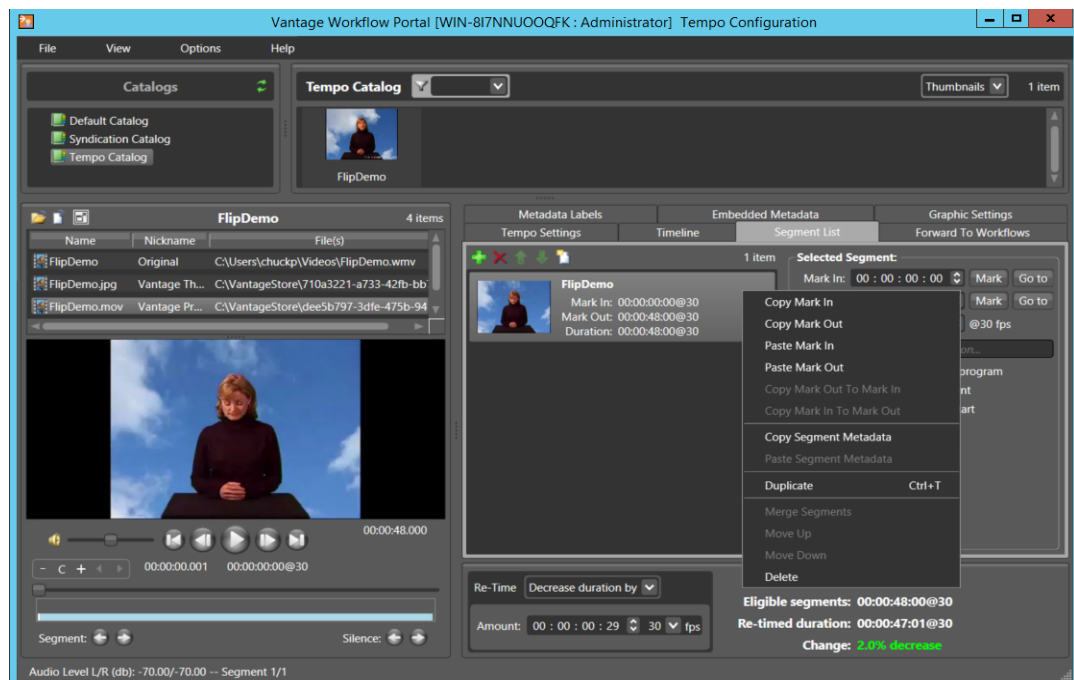 Vantage Workflow Portal [WIN-8I7NNUOOQFK : Administrator] Tempo Configuration
File View Options Help
Catalogs
Default Catalog
Syndication Catalog
Tempo Catalog
Tempo Catalog
Thumbnails 1 item
FlipDemo
FlipDemo 4 items
Name Nickname File(s)
FlipDemo Original C:\Users\chuckp\Videos\FlipDemo.wmv
FlipDemo.jpg Vantage Th... C:\VantageStore\710a3221-a733-42fb-bb
FlipDemo.mov Vantage Pr... C:\VantageStore\dee5b797-3dfe-475b-94
00:00:48.000
- C +
00:00:00.001 00:00:00:00@30
Segment: Silence:
Audio Level L/R (db): -70.00/-70.00 -- Segment 1/1
Metadata Labels Embedded Metadata Graphic Settings
Tempo Settings Timeline Segment List Forward To Workflows
1 item
FlipDemo
Mark In: 00:00:00:00@30
Mark Out: 00:00:48:00@30
Duration: 00:00:48:00@30
Selected Segment:
Mark In: 00 : 00 : 00 : 00 Mark Go to
Mark Go to
@30 fps
on...
program
nt
art
Copy Mark In
Copy Mark Out
Paste Mark In
Paste Mark Out
Copy Mark Out To Mark In
Copy Mark In To Mark Out
Copy Segment Metadata
Paste Segment Metadata
Duplicate Ctrl+T
Merge Segments
Move Up
Move Down
Delete
Re-Time Decrease duration by
Amount: 00 : 00 : 00 : 29 30 fps
Eligible segments: 00:00:48:00@30
Re-timed duration: 00:00:47:01@30
Change: 2.0% decrease